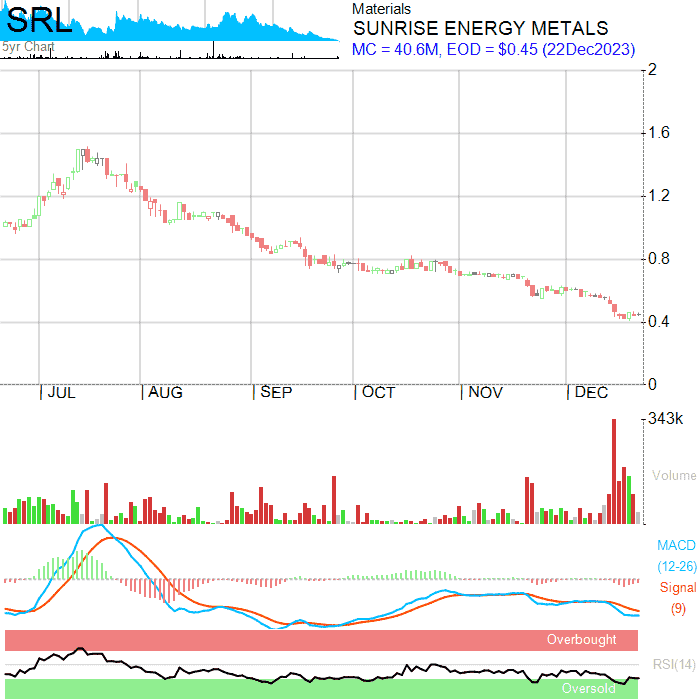 SRL
5yr Chart
Materials
SUNRISE ENERGY METALS
MC = 40.6M, EOD = $0.45 (22Dec2023)
2
1.6
1.2
0.8
0.4
0
JUL AUG SEP OCT NOV DEC
343k
Volume
MACD
(12-26)
Signal
(9)
Overbought
RSI(14)
Oversold